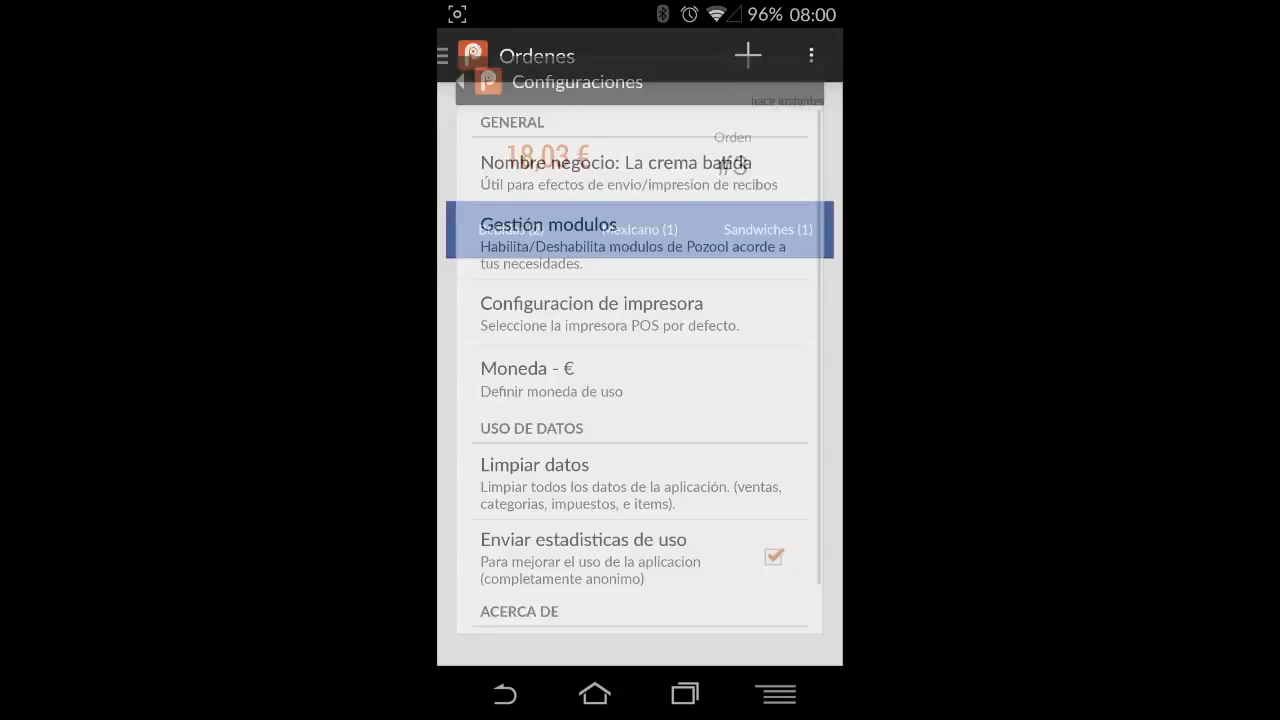 96% 08:00
Ordenes
Configuraciones
hace instantes
GENERAL
Orden
18,03 €
#3
Nombre negocio: La crema batida
Útil para efectos de envio/impresion de recibos
Gestión modulos
Bebidas (2) Mexicano (1) Sandwiches (1)
Habilita/Deshabilita modulos de Pozool acorde a
tus necesidades.
Configuracion de impresora
Seleccione la impresora POS por defecto.
Moneda - €
Definir moneda de uso
USO DE DATOS
Limpiar datos
Limpiar todos los datos de la aplicación. (ventas,
categorias, impuestos, e items).
Enviar estadisticas de uso
Para mejorar el uso de la aplicacion
(completamente anonimo)
ACERCA DE